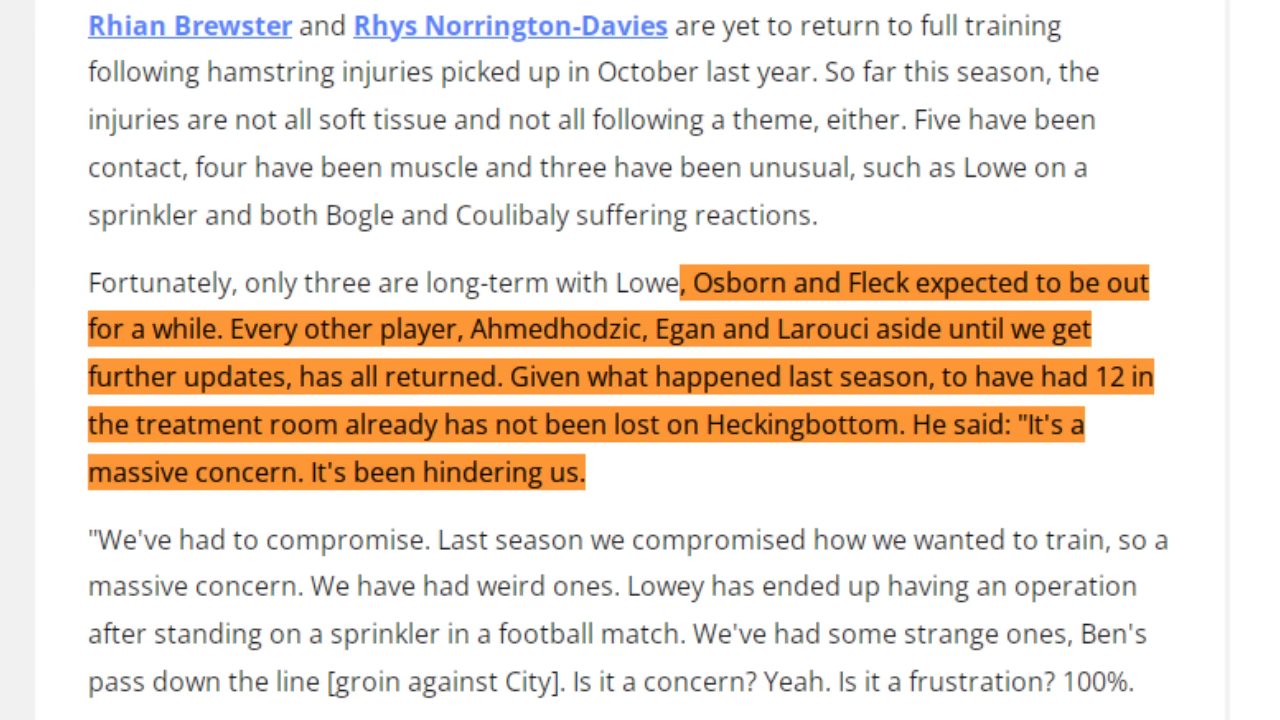 Rhian Brewster and Rhys Norrington-Davies are yet to return to full training
following hamstring injuries picked up in October last year. So far this season, the
injuries are not all soft tissue and not all following a theme, either. Five have been
contact, four have been muscle and three have been unusual, such as Lowe on a
sprinkler and both Bogle and Coulibaly suffering reactions.
Fortunately, only three are long-term with Lowe, Osborn and Fleck expected to be out
for a while. Every other player, Ahmedhodzic, Egan and Larouci aside until we get
further updates, has all returned. Given what happened last season, to have had 12 in
the treatment room already has not been lost on Heckingbottom. He said: "It's a
massive concern. It's been hindering us.
"We've had to compromise. Last season we compromised how we wanted to train, so a
massive concern. We have had weird ones. Lowey has ended up having an operation
after standing on a sprinkler in a football match. We've had some strange ones, Ben's
pass down the line [groin against City]. Is it a concern? Yeah. Is it a frustration? 100%.